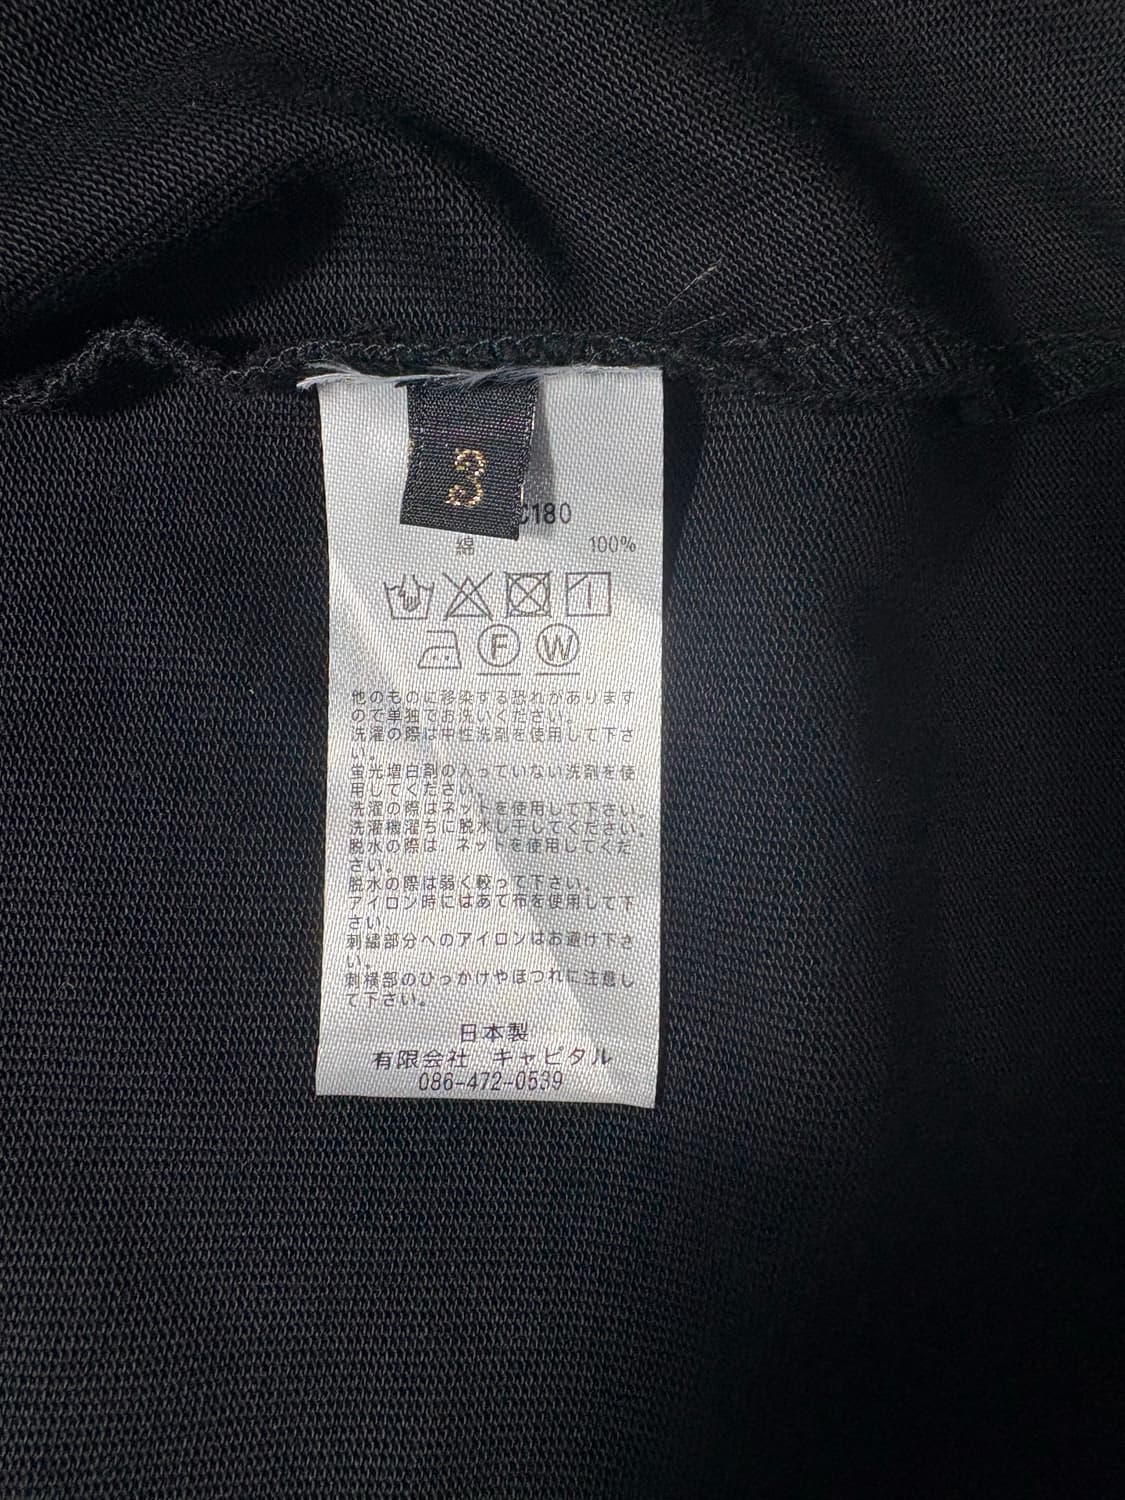 3
C180
綿 100%
F W
他のものに移染する恐れがあります
ので単独でお洗いください。
洗濯の際は中性洗剤を使用して下さ
い。
蛍光増白剤の入っていない洗剤を使
用してください。
洗濯の際はネットを使用して下さい。
洗濯機濯ちに脱水し干してください。
脱水の際は ネットを使用してくだ
さい。
脱水の際は弱く絞って下さい。
アイロン時にはあて布を使用して下
さい
刺繍部分へのアイロンはお避け下さ
い。
刺繍部のひっかけやほつれに注意し
て下さい。
日本製
有限会社 キャピタル
086-472-0539